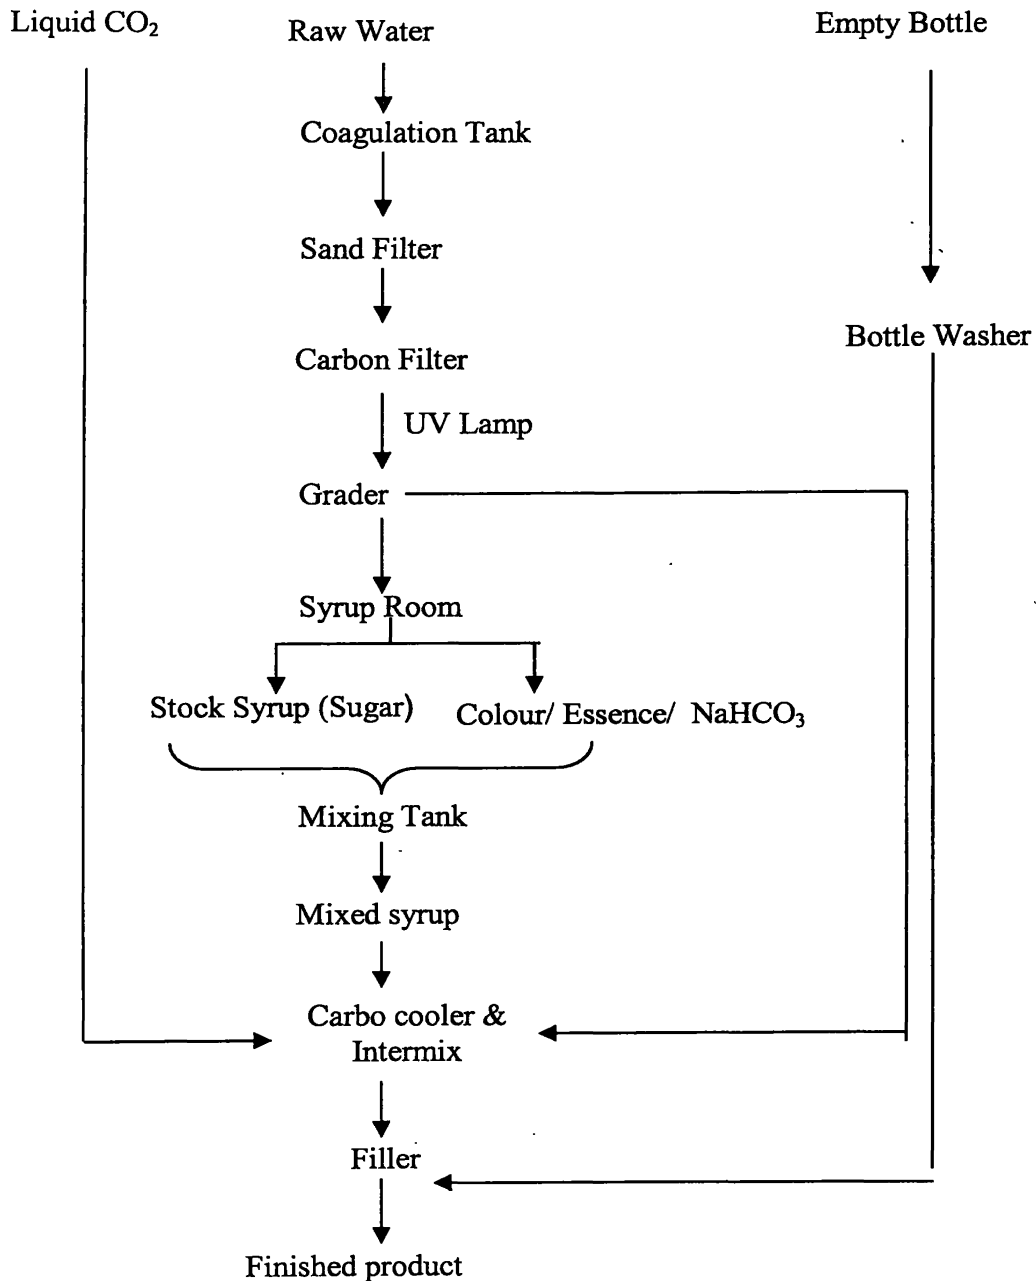 Liquid CO₂
Raw Water
Empty Bottle
Coagulation Tank
Sand Filter
Bottle Washer
Carbon Filter
UV Lamp
Grader
Syrup Room
Stock Syrup (Sugar)
Colour/ Essence/ NaHCO₃
Mixing Tank
Mixed syrup
Carbo cooler &
Intermix
Filler
Finished product